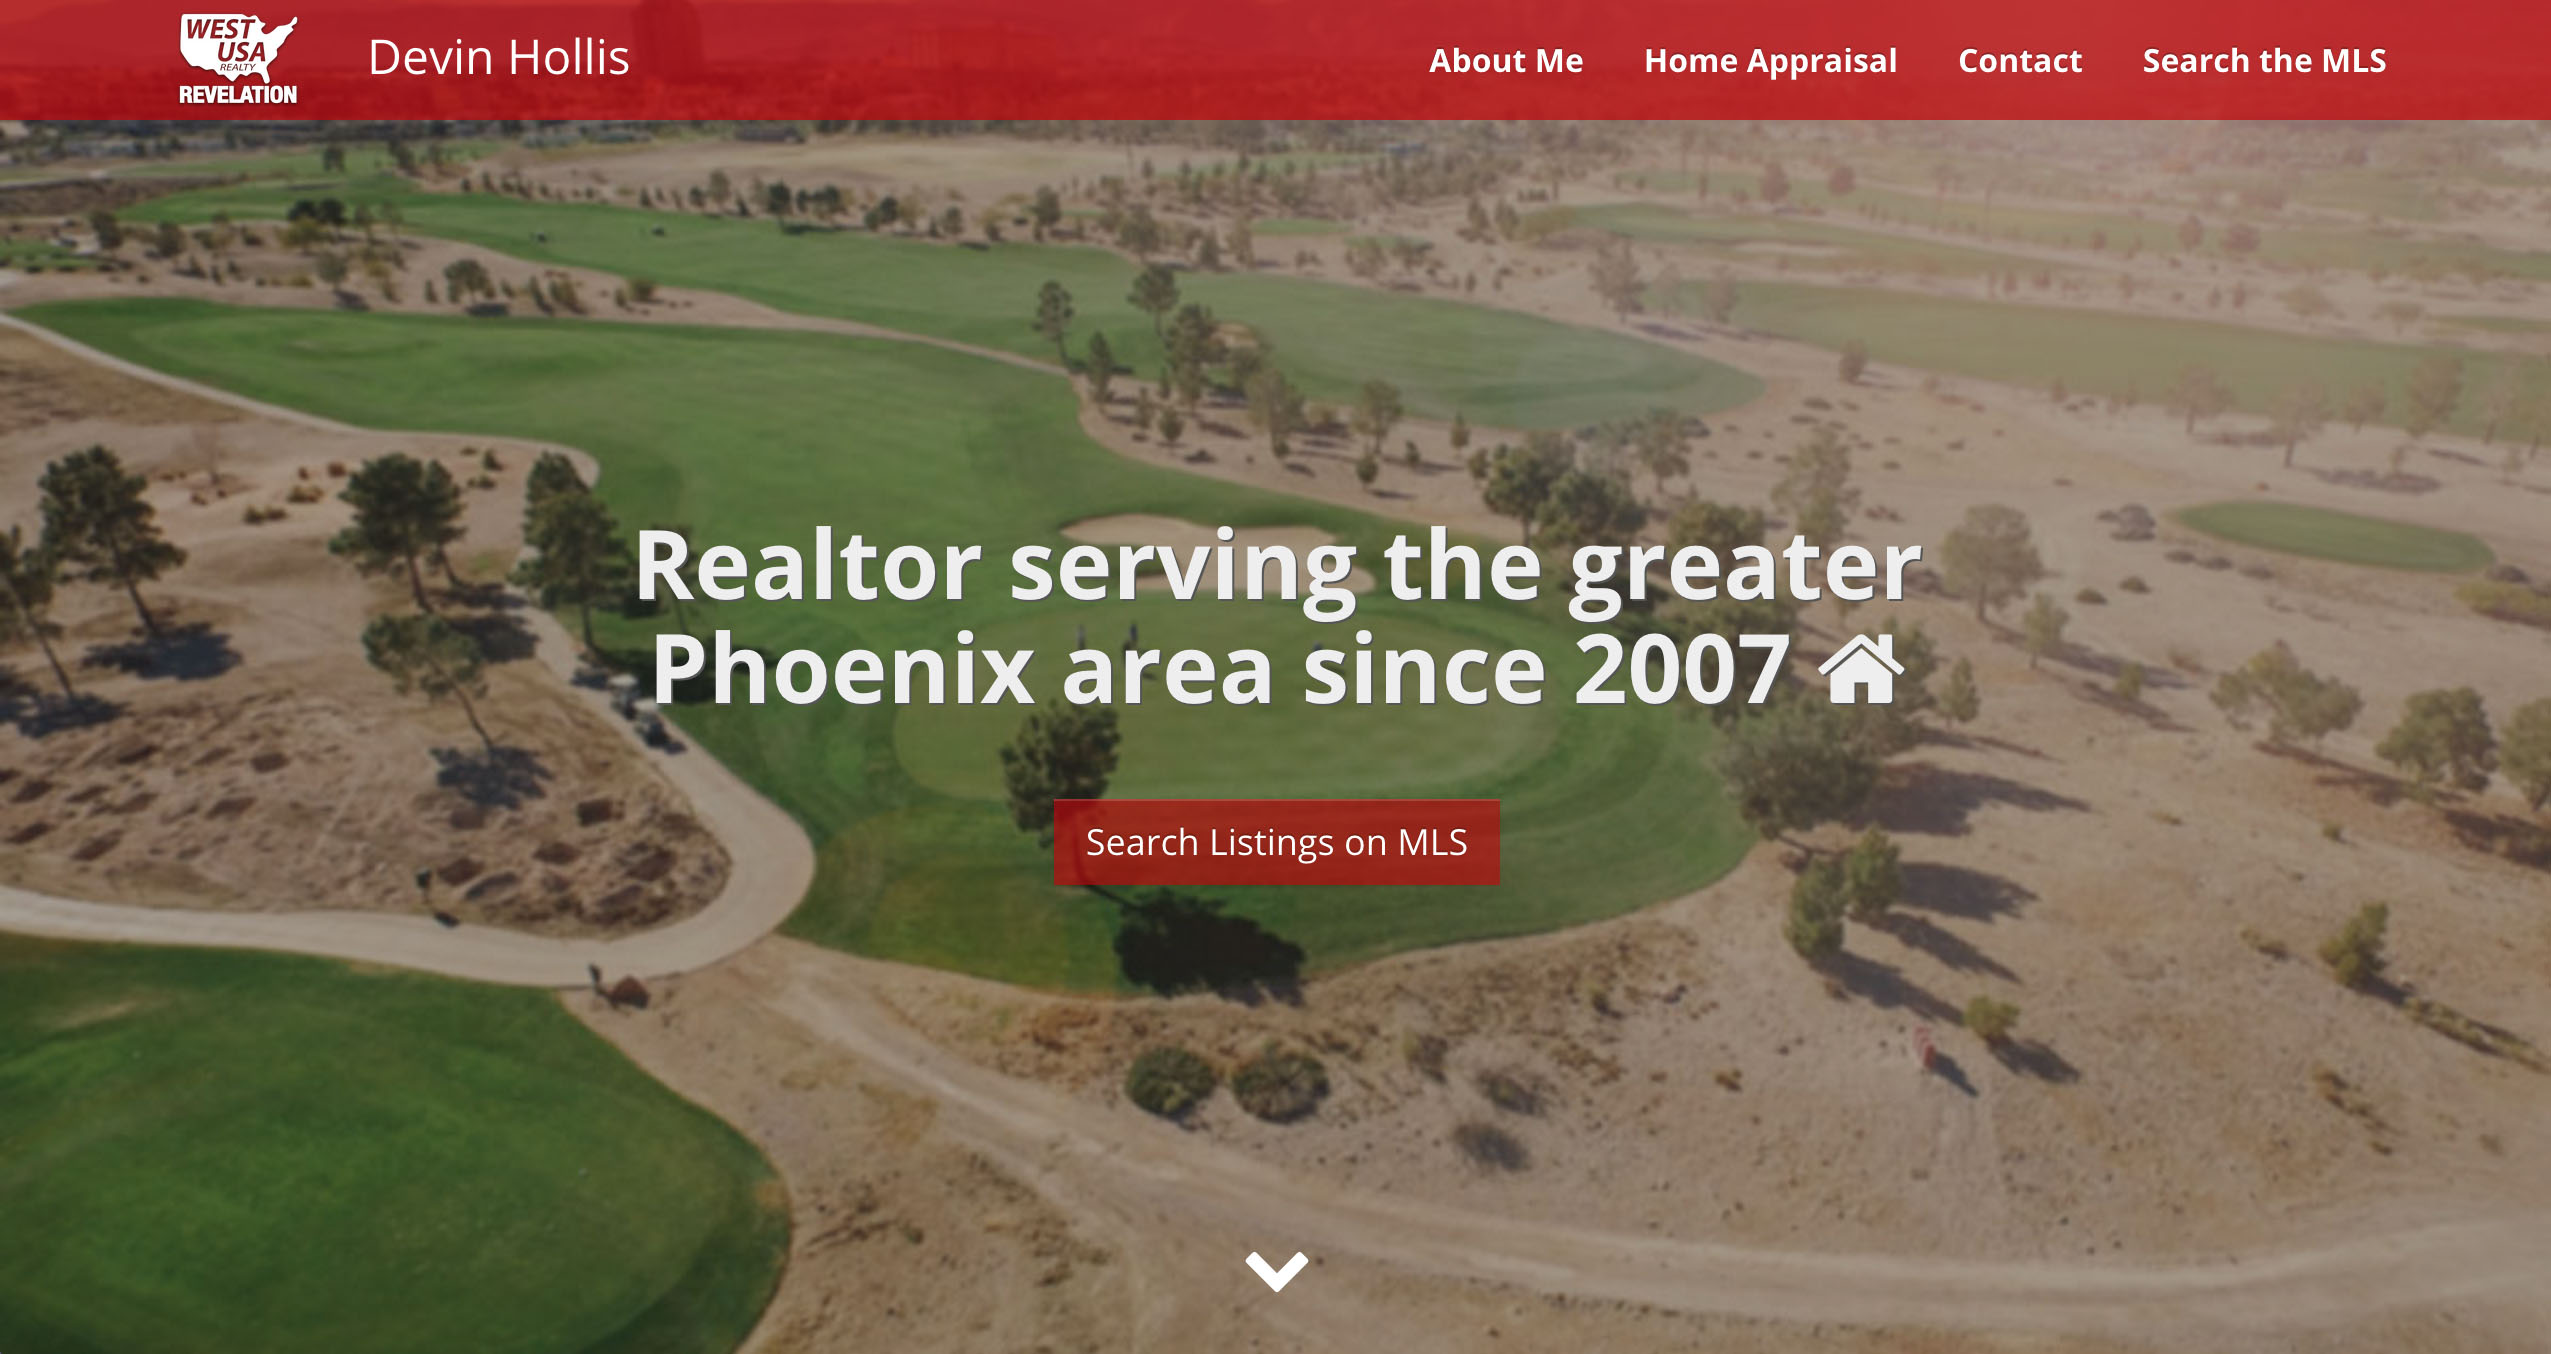 WEST
USA
REALTY
REVELATION
Devin Hollis
About Me
Home Appraisal
Contact
Search the MLS
Realtor serving the greater
Phoenix area since 2007
Search Listings on MLS